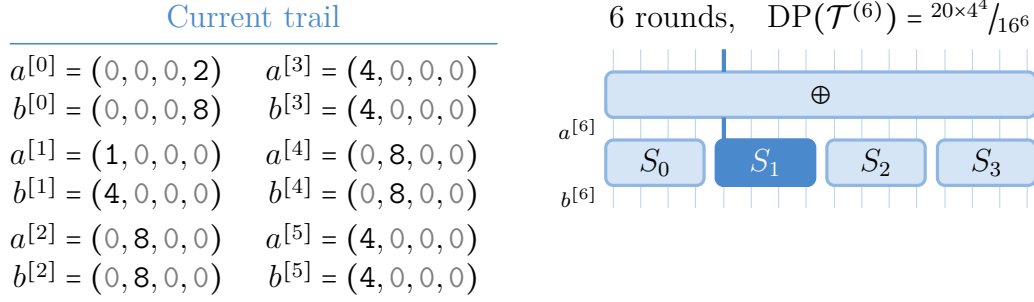 Current trail
a^[0] = (0,0,0,2) a^[3] = (4,0,0,0)
b^[0] = (0,0,0,8) b^[3] = (4,0,0,0)
a^[1] = (1,0,0,0) a^[4] = (0,8,0,0)
b^[1] = (4,0,0,0) b^[4] = (0,8,0,0)
a^[2] = (0,8,0,0) a^[5] = (4,0,0,0)
b^[2] = (0,8,0,0) b^[5] = (4,0,0,0)
6 rounds, DP(𝒯^(6)) = 20×4^4/16^6
⊕
a^[6]
S_0 S_1 S_2 S_3
b^[6]